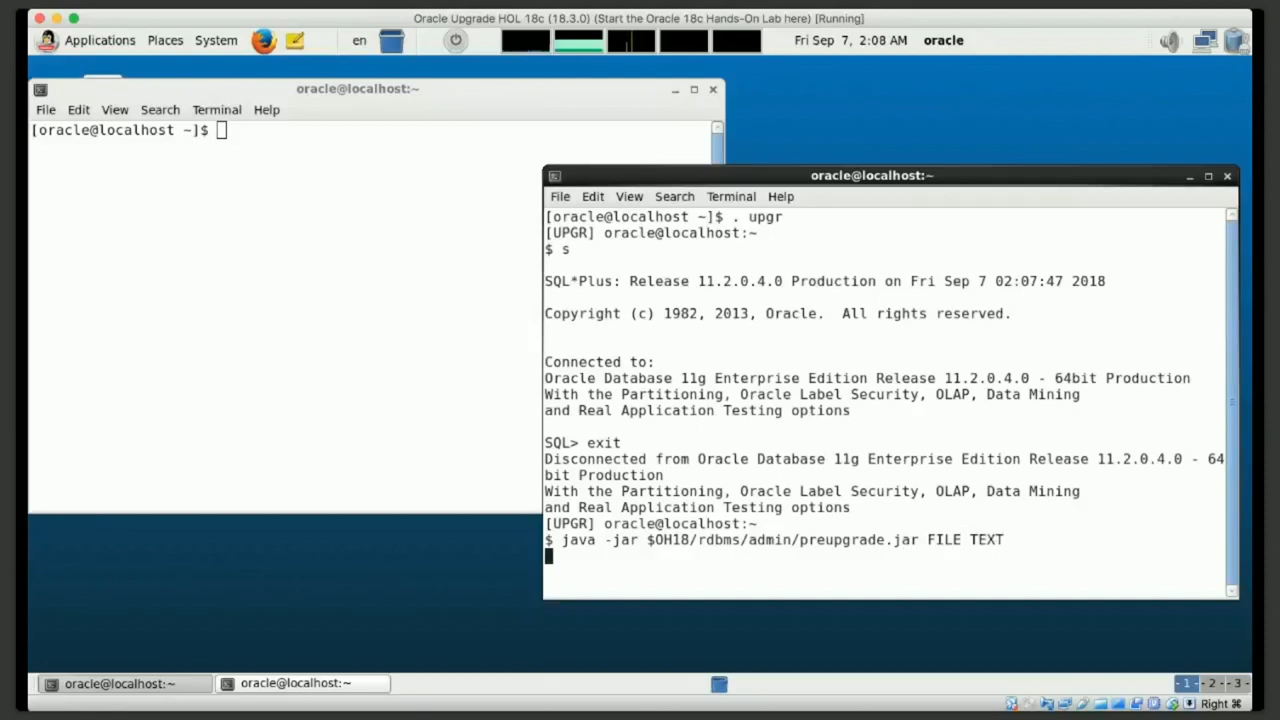 Oracle Upgrade HOL 18c (18.3.0) (Start the Oracle 18c Hands-On Lab here) [Running]
Applications Places System en Fri Sep 7, 2:08 AM oracle
oracle@localhost:~
File Edit View Search Terminal Help
[oracle@localhost ~]$
oracle@localhost:~
File Edit View Search Terminal Help
[oracle@localhost ~]$ . upgr
[UPGR] oracle@localhost:~
$ s
SQL*Plus: Release 11.2.0.4.0 Production on Fri Sep 7 02:07:47 2018
Copyright (c) 1982, 2013, Oracle.  All rights reserved.
Connected to:
Oracle Database 11g Enterprise Edition Release 11.2.0.4.0 - 64bit Production
With the Partitioning, Oracle Label Security, OLAP, Data Mining
and Real Application Testing options
SQL> exit
Disconnected from Oracle Database 11g Enterprise Edition Release 11.2.0.4.0 - 64
bit Production
With the Partitioning, Oracle Label Security, OLAP, Data Mining
and Real Application Testing options
[UPGR] oracle@localhost:~
$ java -jar $OH18/rdbms/admin/preupgrade.jar FILE TEXT
oracle@localhost:~ oracle@localhost:~ - 1 - - 2 - - 3 -
Right ⌘